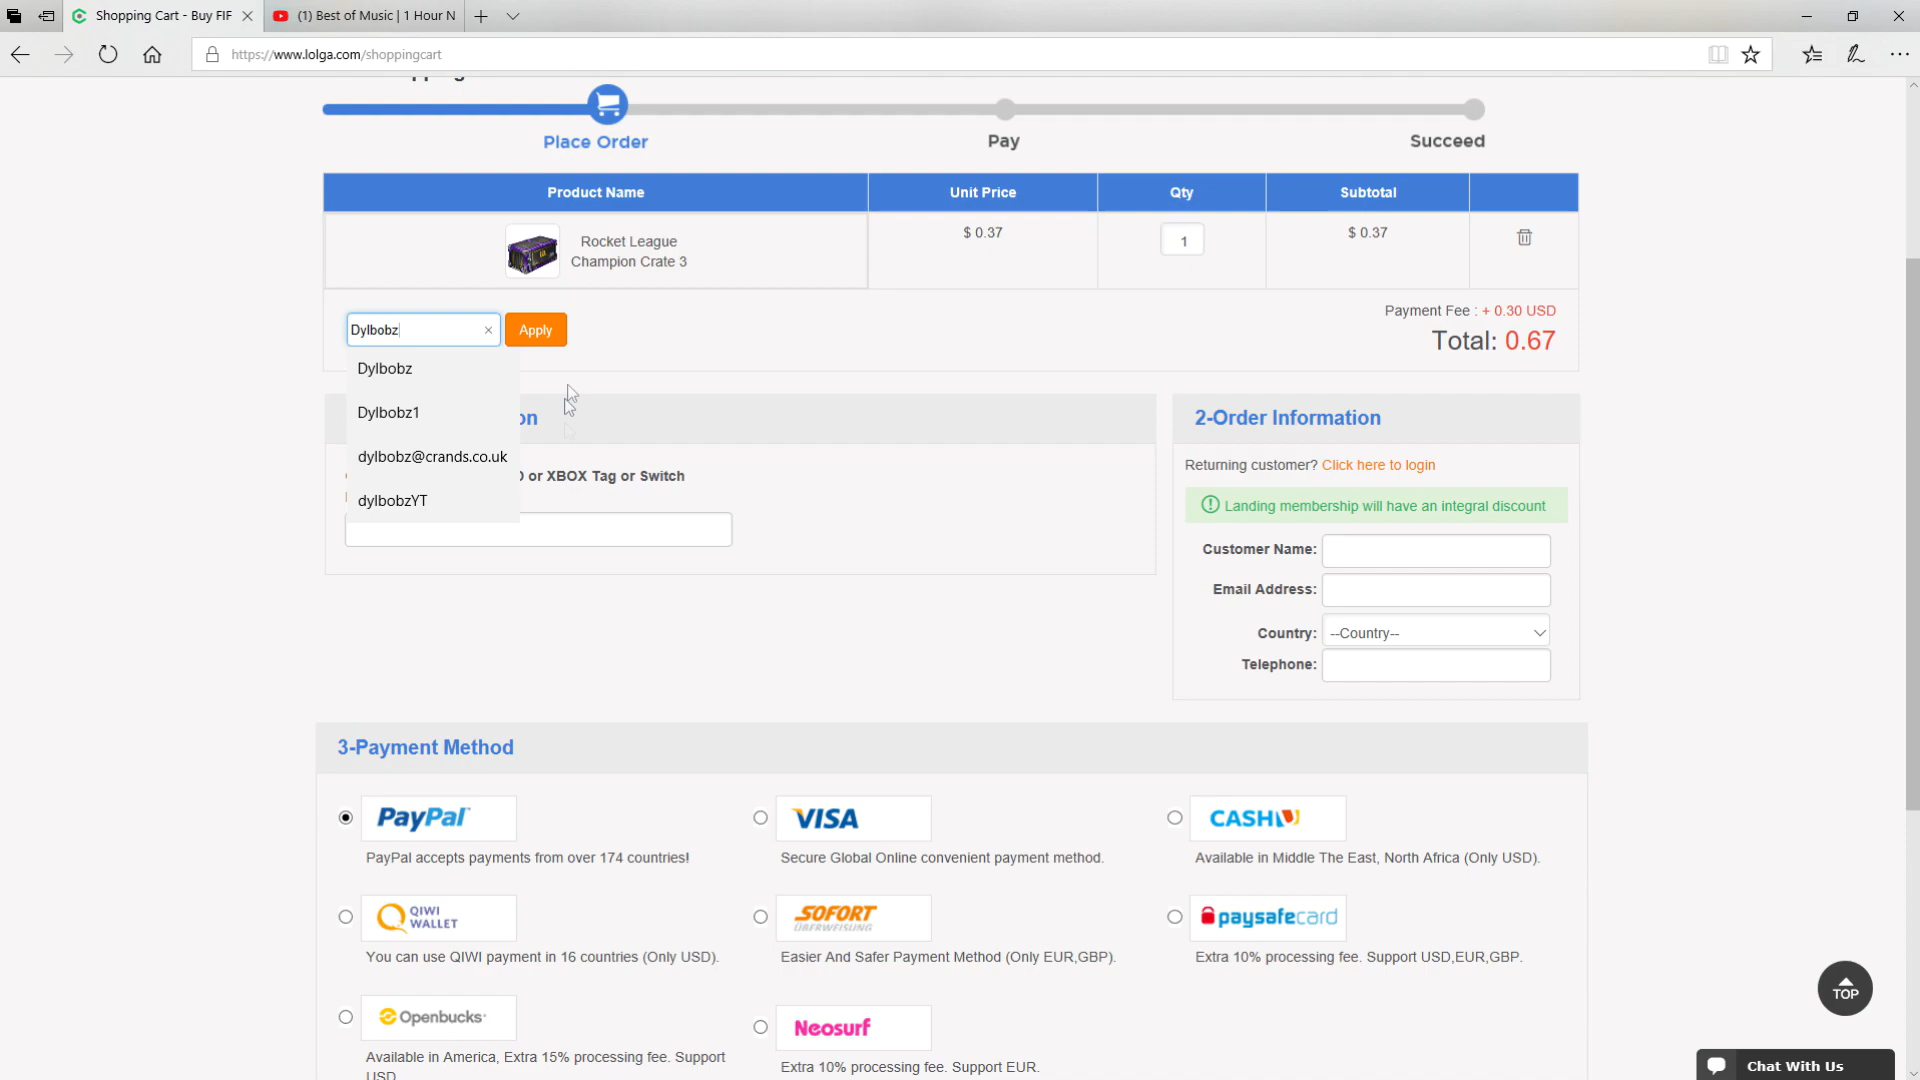 Shopping Cart - Buy FIF
(1) Best of Music | 1 Hour N
https://www.lolga.com/shoppingcart
Place Order
Pay
Succeed
Product Name
Unit Price
Qty
Subtotal
Rocket League
Champion Crate 3
$ 0.37
1
$ 0.37
Dylbobz
Apply
Payment Fee : + 0.30 USD
Total: 0.67
Dylbobz
Dylbobz1
dylbobz@crands.co.uk
dylbobzYT
on
or XBOX Tag or Switch
2-Order Information
Returning customer? Click here to login
Landing membership will have an integral discount
Customer Name:
Email Address:
Country:
--Country--
Telephone:
3-Payment Method
PayPal
PayPal accepts payments from over 174 countries!
VISA
Secure Global Online convenient payment method.
CASHU
Available in Middle The East, North Africa (Only USD).
QIWI
WALLET
You can use QIWI payment in 16 countries (Only USD).
SOFORT
ÜBERWEISUNG
Easier And Safer Payment Method (Only EUR,GBP).
paysafecard
Extra 10% processing fee. Support USD,EUR,GBP.
Openbucks
Available in America, Extra 15% processing fee. Support
USD
Neosurf
Extra 10% processing fee. Support EUR.
TOP
Chat With Us